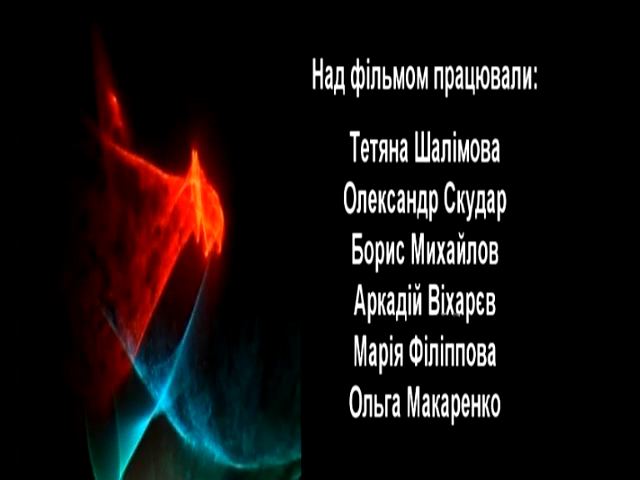 Над фільмом працювали:
Тетяна Шалімова
Олександр Скудар
Борис Михайлов
Аркадій Віхарєв
Марія Філіппова
Ольга Макаренко